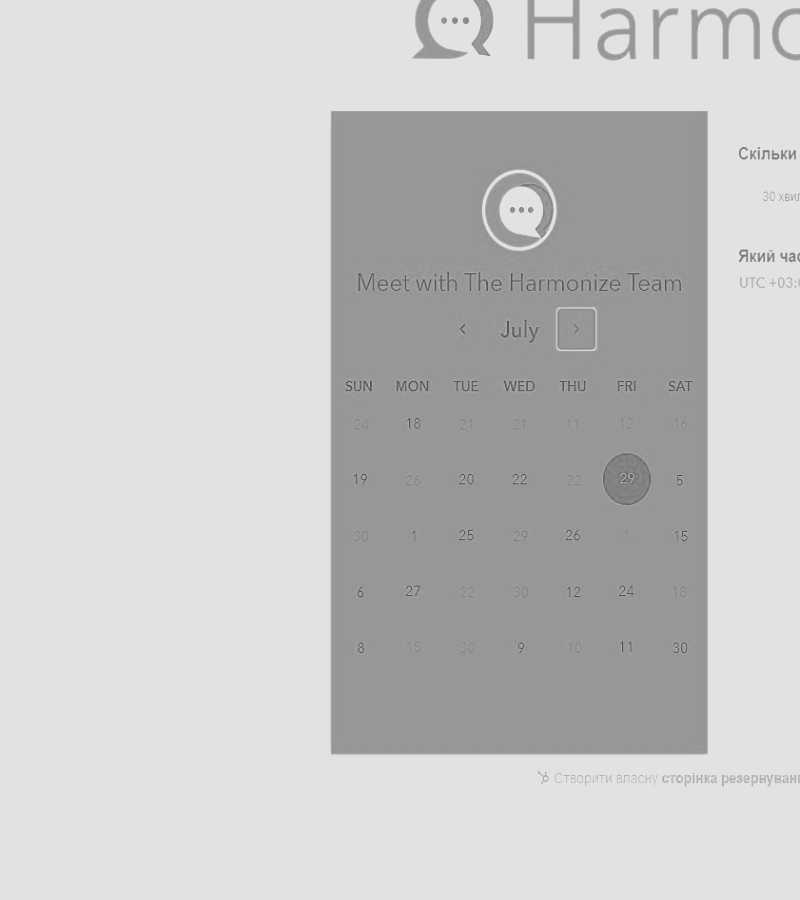 Harmo
Meet with The Harmonize Team
July
SUN MON TUE WED THU FRI SAT
24 18 21 21 11 12 16
19 26 20 22 22 29 5
30 1 25 29 26 1 15
6 27 22 30 12 24 18
8 15 30 9 10 11 30
Скільки
30 хвил
Який час
UTC +03:
Створити власну сторінка резервуван